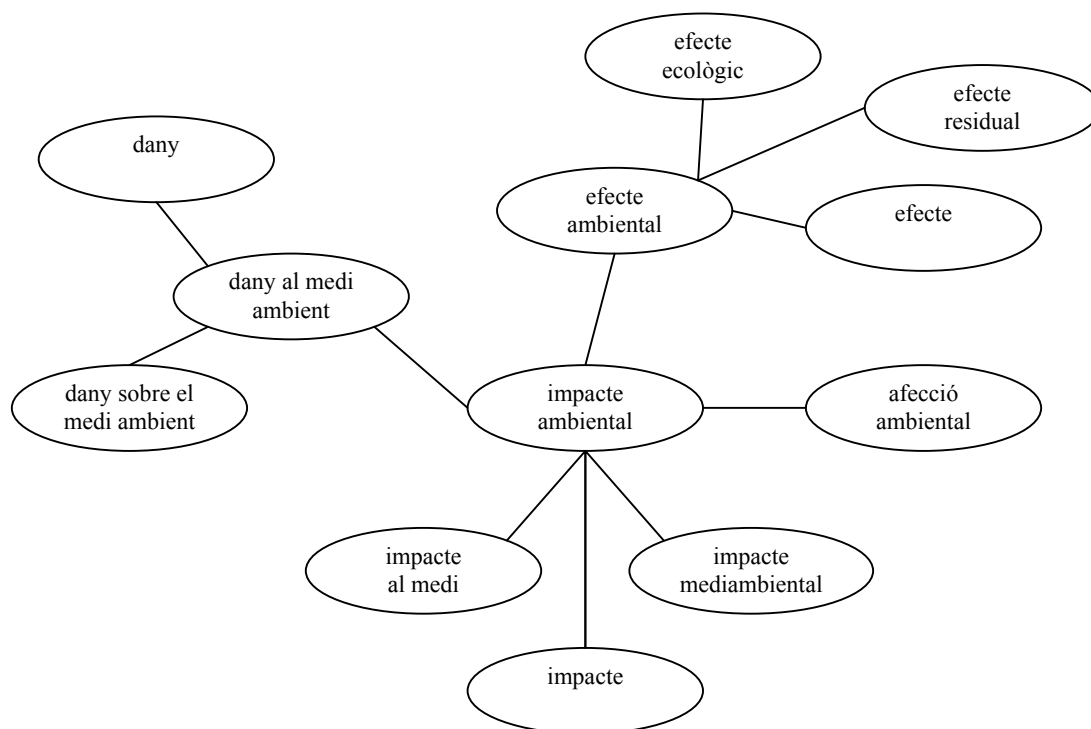 efecte
ecològic
efecte
residual
dany
efecte
ambiental
efecte
dany al medi
ambient
dany sobre el
medi ambient
impacte
ambiental
afecció
ambiental
impacte
al medi
impacte
mediambiental
impacte